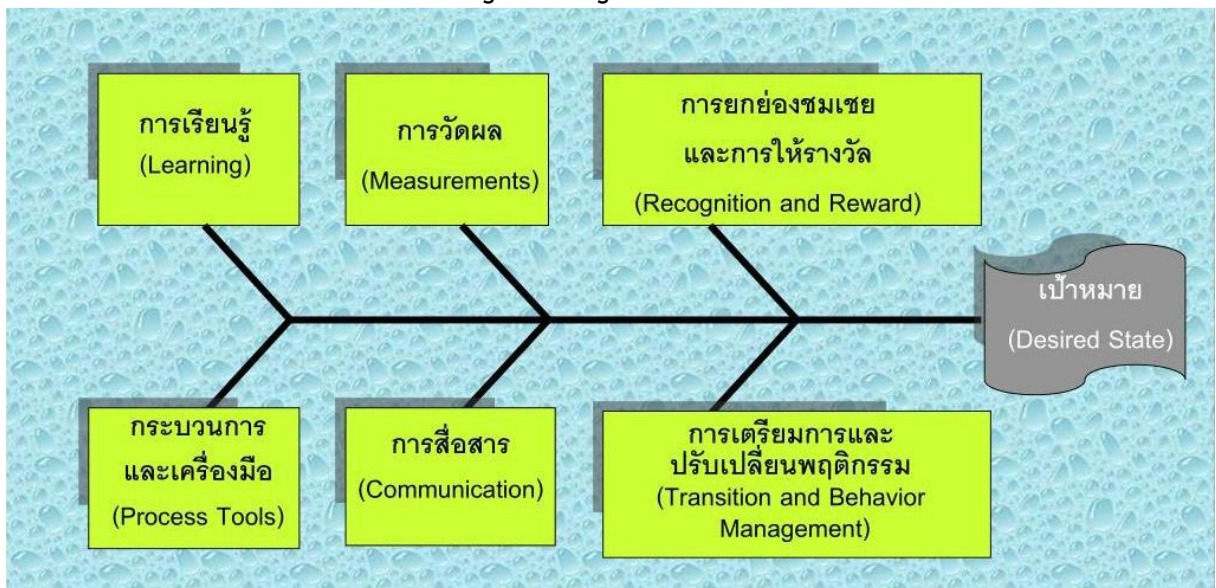 การเรียนรู้
(Learning)
การวัดผล
(Measurements)
การยกย่องชมเชย
และการให้รางวัล
(Recognition and Reward)
เป้าหมาย
(Desired State)
กระบวนการ
และเครื่องมือ
(Process Tools)
การสื่อสาร
(Communication)
การเตรียมการและ
ปรับเปลี่ยนพฤติกรรม
(Transition and Behavior
Management)